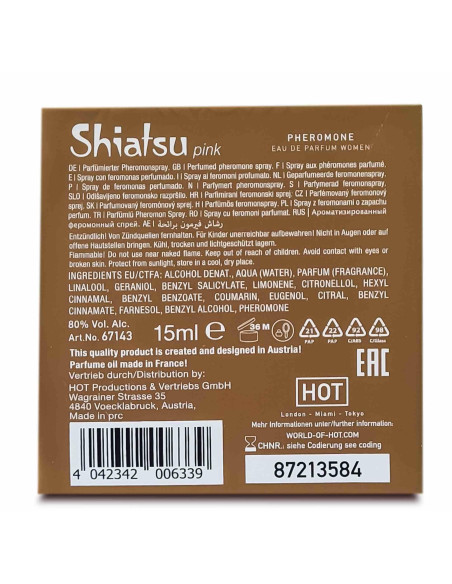 Shiatsu pink
PHEROMONE
EAU DE PARFUM WOMEN
DE | Parfümierter Pheromonspray. GB | Perfumed pheromone spray. F | Spray aux phéromones parfumé.
E | Spray con feromonas perfumado. I | Spray ai feromoni profumato. NL | Geparfumeerde feromonenspray.
P | Spray de feromonas perfumado. N | Parfymert pheromonspray. S | Parfymerad feromonspray.
SLO | Odišavljeno feromonsko razpršilo. HR | Feromonski parfimirani sprej. CZ | Parfémovaný feromonový
sprej. SK | Parfumovaný feromónový sprej. H | Parfümős feromonspray. PL | Spray z feromonami o zapachu
perfum. TR | Parfümlü Pheromon Sprey. RO | Spray cu feromoni parfumat. RUS | Ароматизированный
феромонный спрей. AE | رشاش فيرمون برائحة
Entzündlich! Von Zündquellen fernhalten. Für Kinder unerreichbar aufbewahren! Nicht in Augen oder auf
offene Hautstellen bringen. Kühl, trocken und lichtgeschützt lagern.
Flammable! Do not use near naked flame. Keep out of reach of children. Avoid contact with eyes or
broken skin. Protect from sunlight, store in a cool, dry place.
INGREDIENTS EU/CTFA: ALCOHOL DENAT., AQUA (WATER), PARFUM (FRAGRANCE),
LINALOOL, GERANIOL, BENZYL SALICYLATE, LIMONENE, CITRONELLOL, HEXYL
CINNAMAL, BENZYL BENZOATE, COUMARIN, EUGENOL, CITRAL, BENZYL
CINNAMATE, FARNESOL, BENZYL ALCOHOL, PHEROMONE
80% Vol. Alc.
Art.No. 67143
15ml e
36 M
21 PAP
22 PAP
92 C/MIX
98 C/Glass
This quality product is created and designed in Austria!
Parfume oil made in France!
Vertrieb durch/Distribution by:
HOT Productions & Vertriebs GmbH
Wagrainer Strasse 35
4840 Voecklabruck, Austria,
Made in prc
EAC
HOT
London - Miami - Tokyo
Mehr Informationen unter/further information:
WORLD-OF-HOT.COM
CHNR.: siehe Codierung see coding
4 042342 006339
87213584